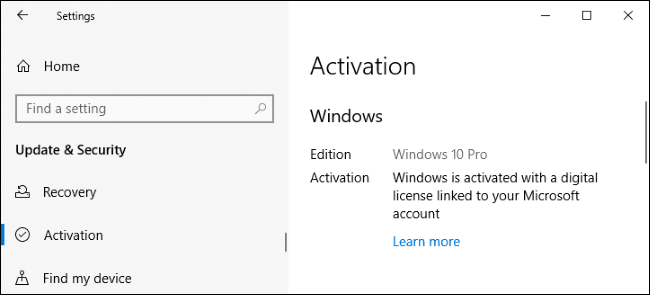 Settings
Home
Find a setting
Update & Security
Recovery
Activation
Find my device
Activation
Windows
Edition Windows 10 Pro
Activation Windows is activated with a digital
license linked to your Microsoft
account
Learn more